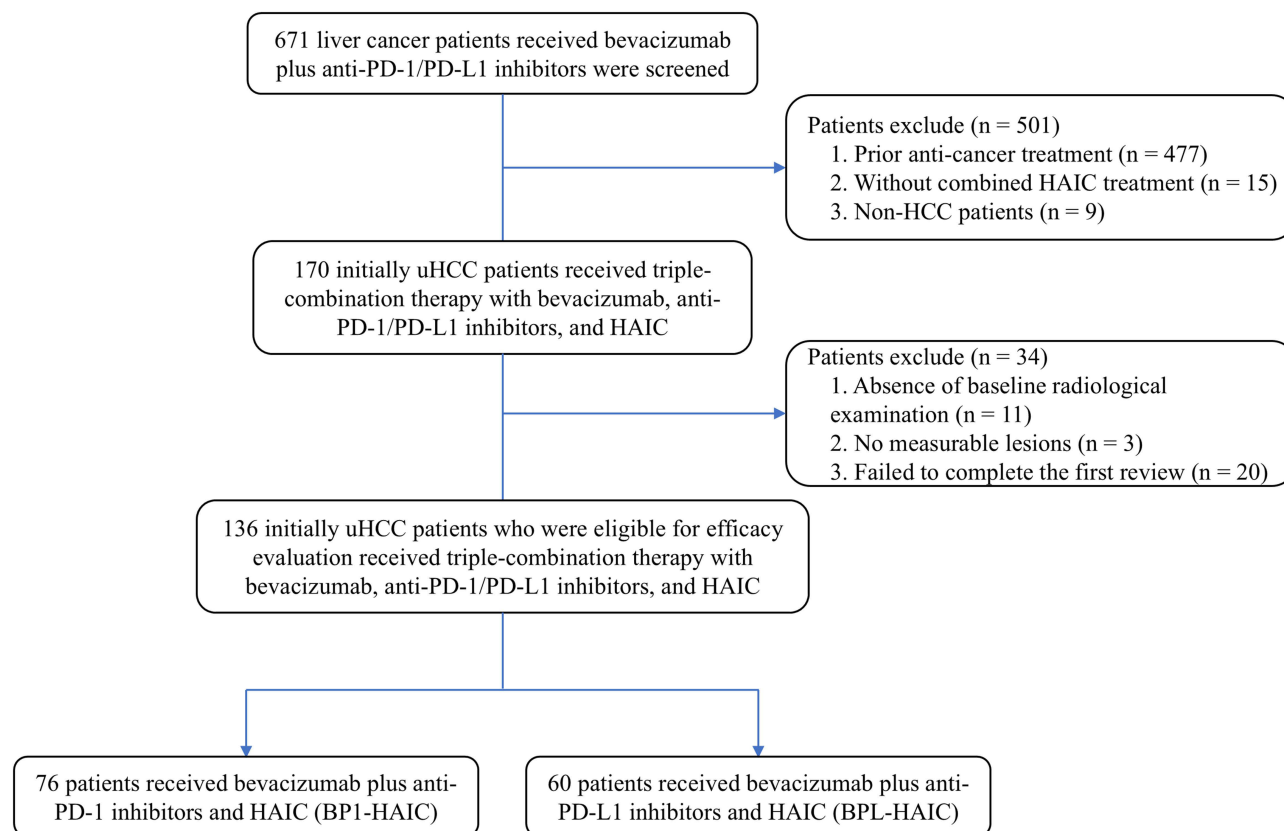 671 liver cancer patients received bevacizumab
plus anti-PD-1/PD-L1 inhibitors were screened
Patients exclude (n = 501)
1. Prior anti-cancer treatment (n = 477)
2. Without combined HAIC treatment (n = 15)
3. Non-HCC patients (n = 9)
170 initially uHCC patients received triple-
combination therapy with bevacizumab, anti-
PD-1/PD-L1 inhibitors, and HAIC
Patients exclude (n = 34)
1. Absence of baseline radiological
examination (n = 11)
2. No measurable lesions (n = 3)
3. Failed to complete the first review (n = 20)
136 initially uHCC patients who were eligible for efficacy
evaluation received triple-combination therapy with
bevacizumab, anti-PD-1/PD-L1 inhibitors, and HAIC
76 patients received bevacizumab plus anti-
PD-1 inhibitors and HAIC (BP1-HAIC)
60 patients received bevacizumab plus anti-
PD-L1 inhibitors and HAIC (BPL-HAIC)